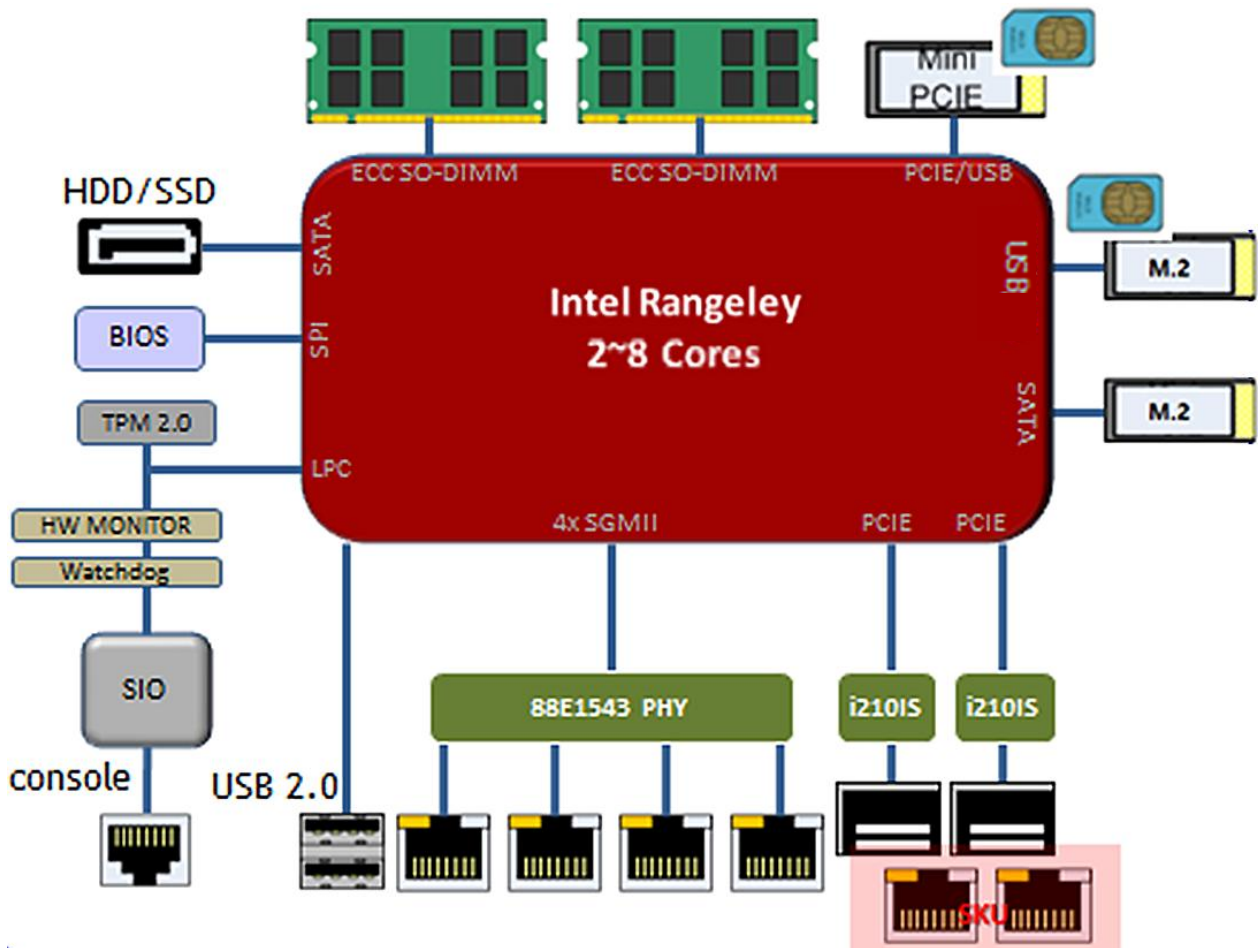 Mini
PCIE
ECC SO-DIMM
ECC SO-DIMM
PCIE/USB
HDD/SSD
SATA
USB
M.2
BIOS
SPI
Intel Rangeley
2~8 Cores
TPM 2.0
SATA
M.2
LPC
HW MONITOR
4x SGMII
PCIE
PCIE
Watchdog
SIO
88E1543 PHY
i210IS
i210IS
console
USB 2.0
SKU